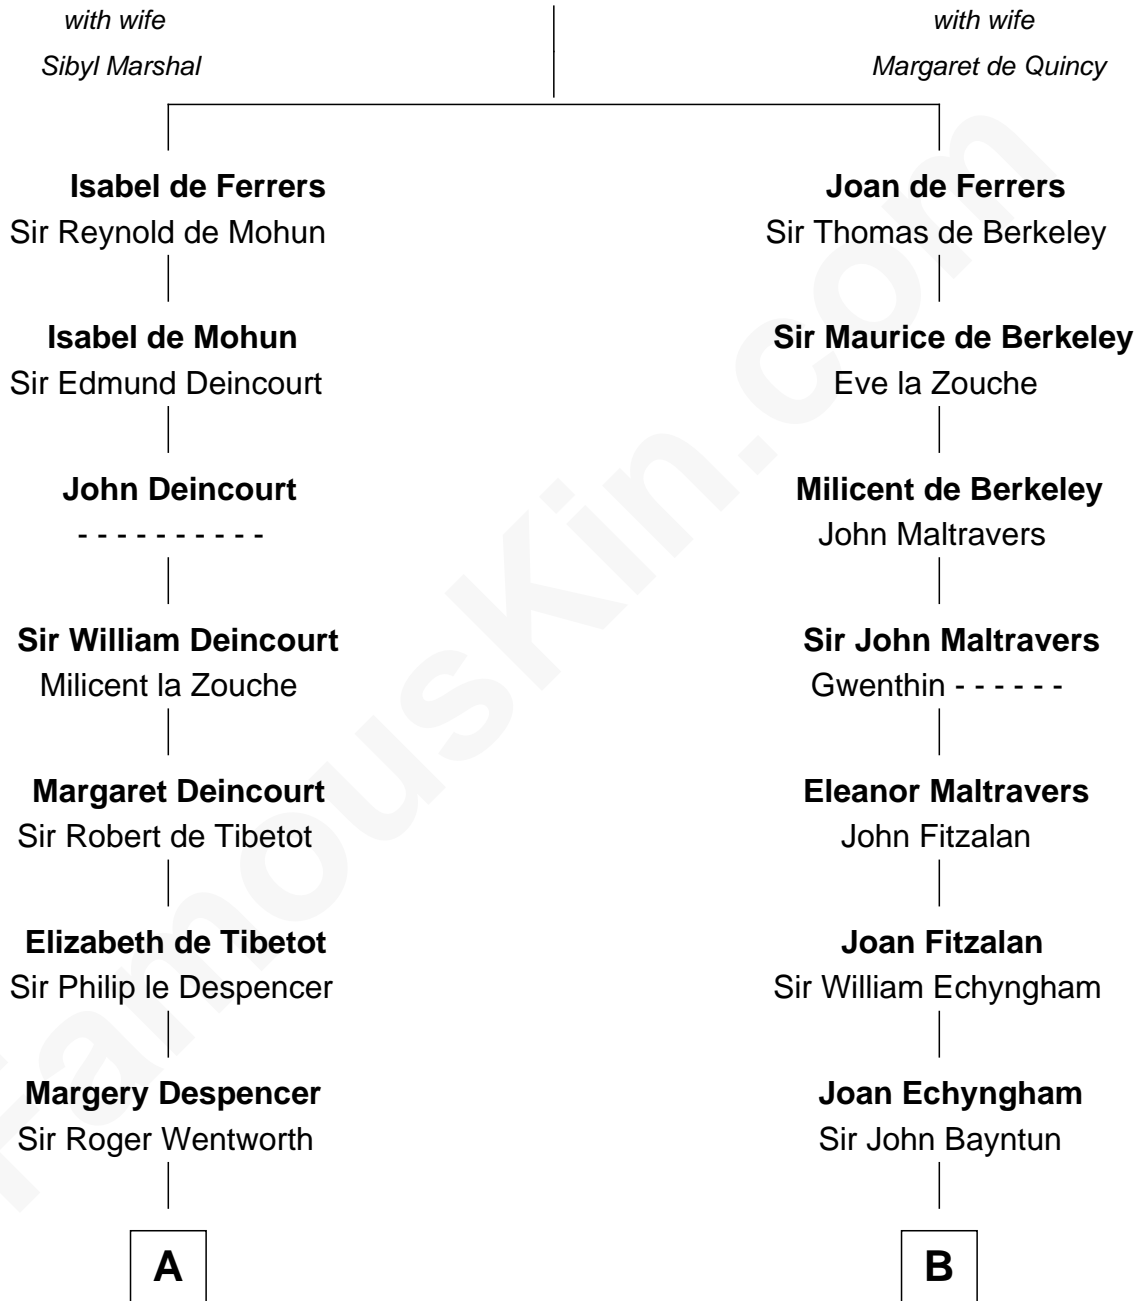 with wife
Sibyl Marshal
with wife
Margaret de Quincy
Isabel de Ferrers
Sir Reynold de Mohun
Joan de Ferrers
Sir Thomas de Berkeley
Isabel de Mohun
Sir Edmund Deincourt
Sir Maurice de Berkeley
Eve la Zouche
John Deincourt
- - - - - - - - - -
Milicent de Berkeley
John Maltravers
Sir William Deincourt
Milicent la Zouche
Sir John Maltravers
Gwenthin - - - - - -
Margaret Deincourt
Sir Robert de Tibetot
Eleanor Maltravers
John Fitzalan
Elizabeth de Tibetot
Sir Philip le Despencer
Joan Fitzalan
Sir William Echyngham
Margery Despencer
Sir Roger Wentworth
Joan Echyngham
Sir John Bayntun
A
B
FamousKin.com